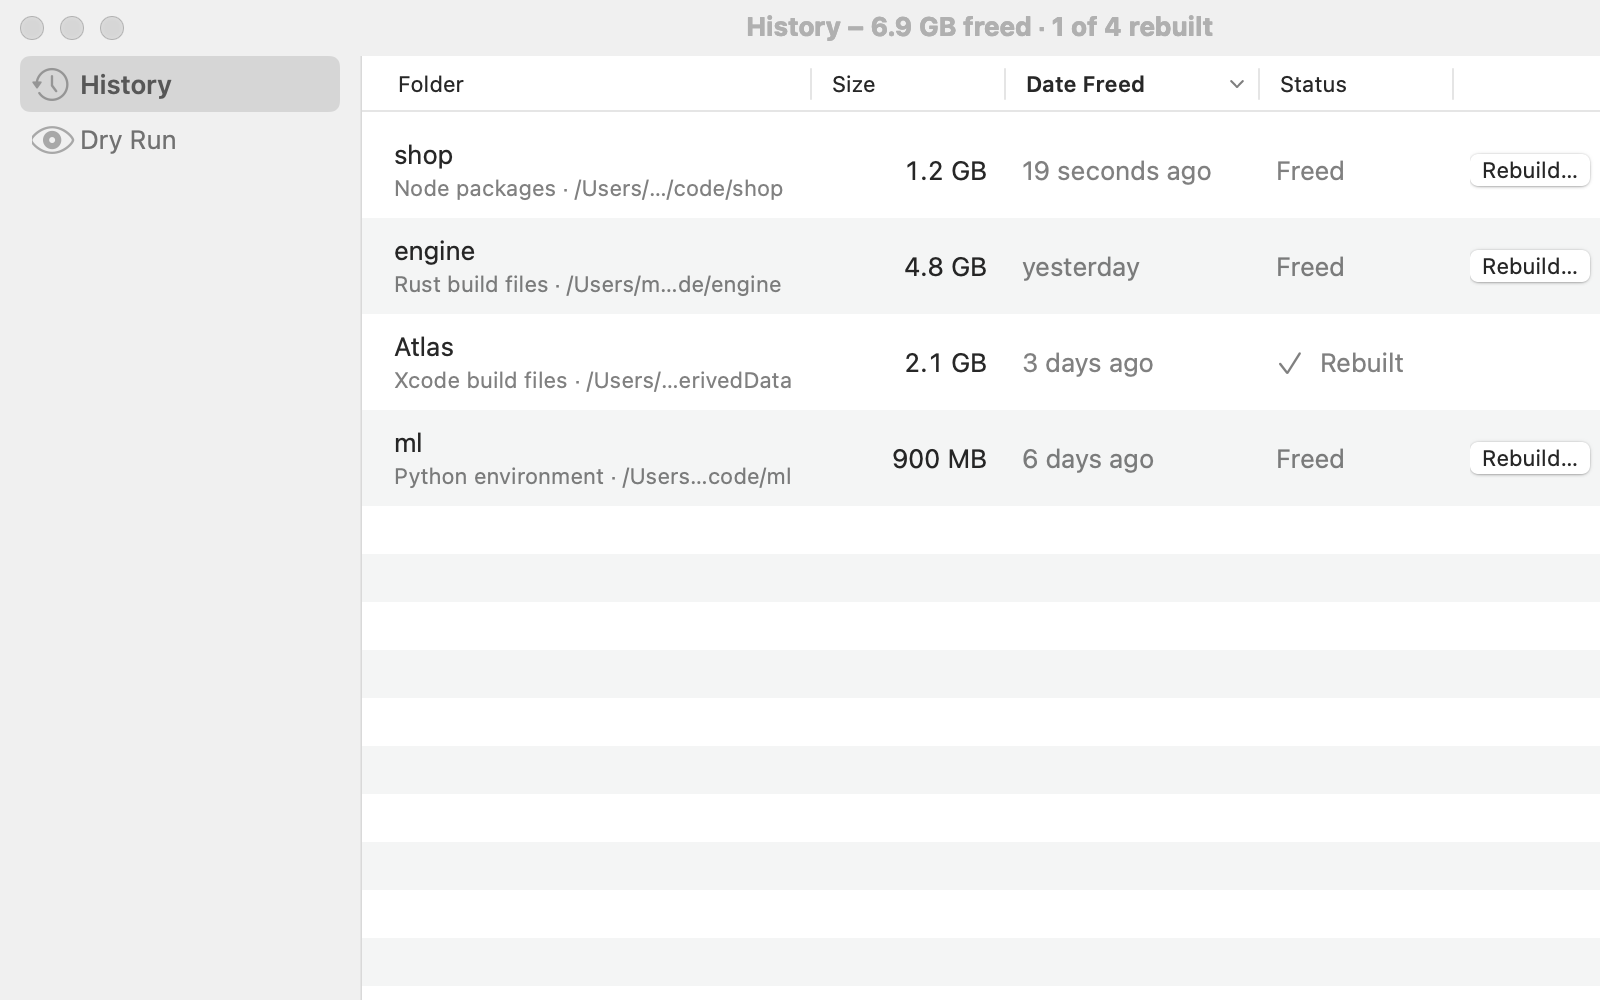 History – 6.9 GB freed · 1 of 4 rebuilt
History
Dry Run
Folder Size Date Freed Status
shop
Node packages · /Users/.../code/shop
1.2 GB 19 seconds ago Freed Rebuild...
engine
Rust build files · /Users/m...de/engine
4.8 GB yesterday Freed Rebuild...
Atlas
Xcode build files · /Users/...erivedData
2.1 GB 3 days ago ✓ Rebuilt
ml
Python environment · /Users...code/ml
900 MB 6 days ago Freed Rebuild...